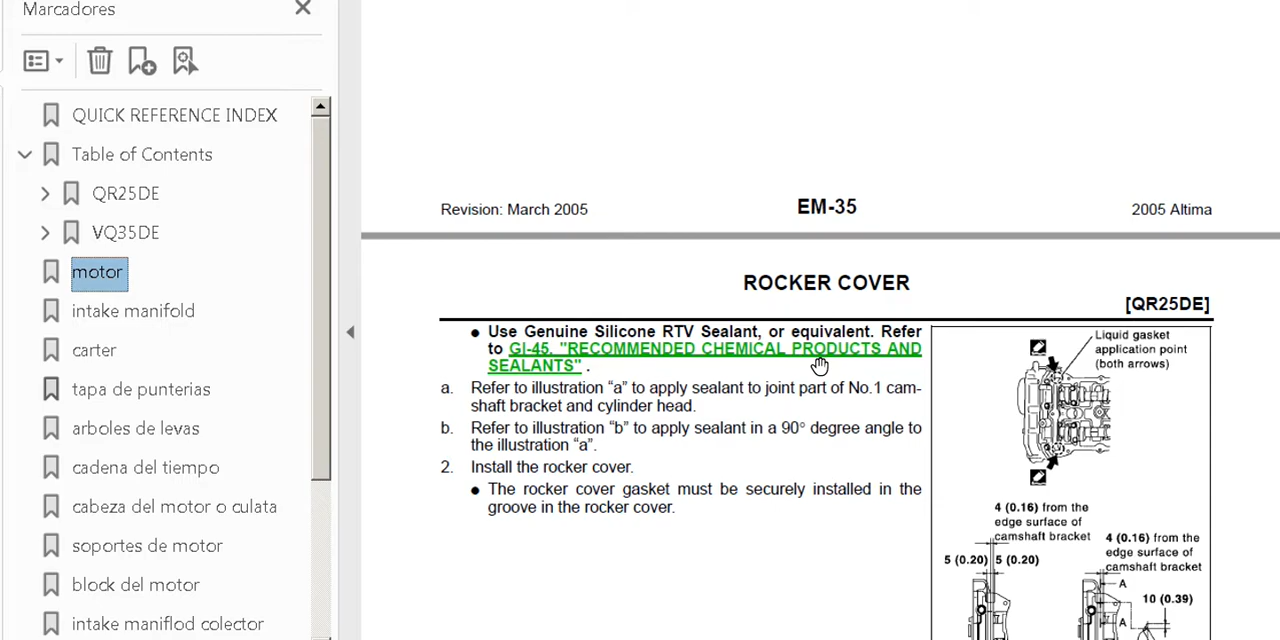 Marcadores
QUICK REFERENCE INDEX
Table of Contents
QR25DE
VQ35DE
motor
intake manifold
carter
tapa de punterias
arboles de levas
cadena del tiempo
cabeza del motor o culata
soportes de motor
block del motor
intake maniflod colector
Revision: March 2005
EM-35
2005 Altima
ROCKER COVER
[QR25DE]
● Use Genuine Silicone RTV Sealant, or equivalent. Refer
to GI-45, "RECOMMENDED CHEMICAL PRODUCTS AND
SEALANTS" .
a. Refer to illustration “a” to apply sealant to joint part of No.1 cam-
shaft bracket and cylinder head.
b. Refer to illustration “b” to apply sealant in a 90° degree angle to
the illustration “a”.
2. Install the rocker cover.
● The rocker cover gasket must be securely installed in the
groove in the rocker cover.
Liquid gasket
application point
(both arrows)
4 (0.16) from the
edge surface of
camshaft bracket
5 (0.20) 5 (0.20)
4 (0.16) from the
edge surface of
camshaft bracket
A
10 (0.39)
A